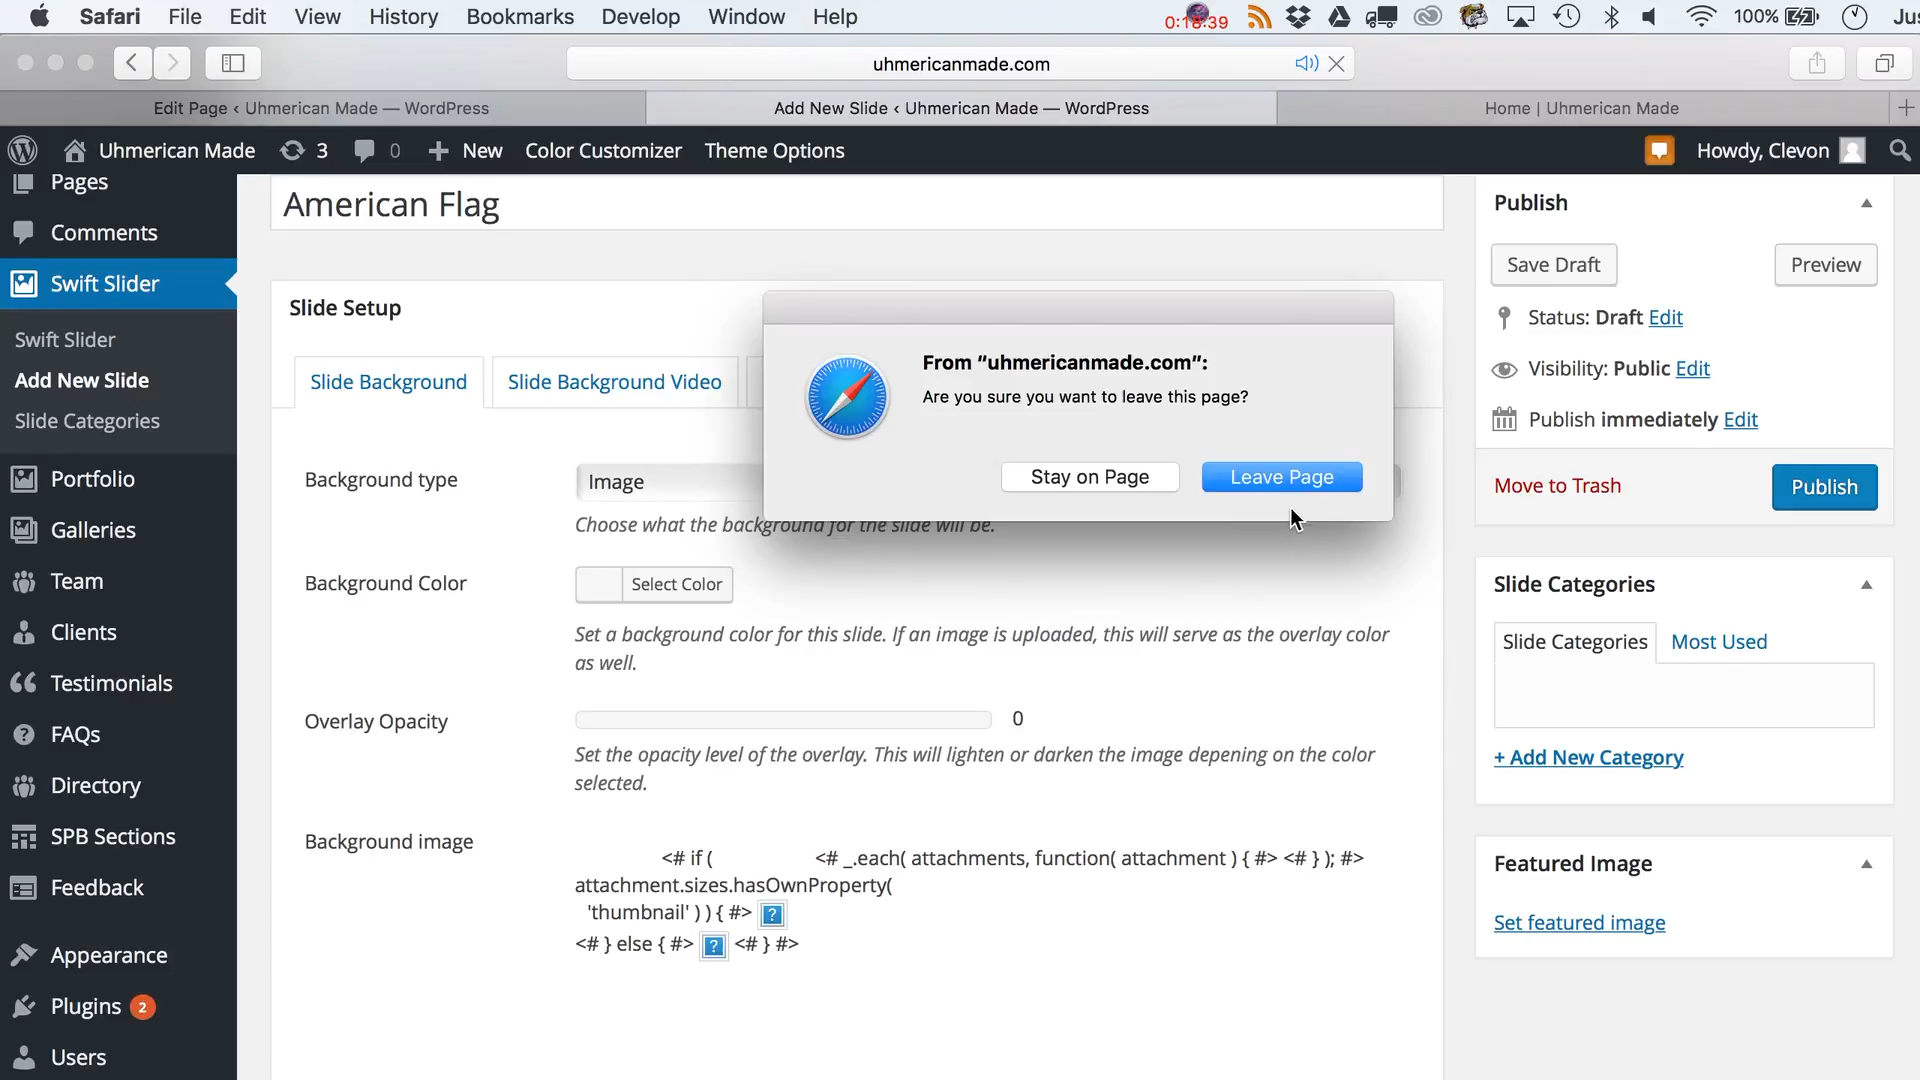 Safari File Edit View History Bookmarks Develop Window Help 0:18:39 100% Jus
uhmericanmade.com
Edit Page ‹ Uhmerican Made — WordPress
Add New Slide ‹ Uhmerican Made — WordPress
Home | Uhmerican Made
Uhmerican Made 3 0 + New Color Customizer Theme Options Howdy, Clevon
Pages
Comments
Swift Slider
Swift Slider
Add New Slide
Slide Categories
Portfolio
Galleries
Team
Clients
Testimonials
FAQs
Directory
SPB Sections
Feedback
Appearance
Plugins 2
Users
American Flag
Slide Setup
Slide Background
Slide Background Video
Background type
Image
Choose what the background for the slide will be.
Background Color
Select Color
Set a background color for this slide. If an image is uploaded, this will serve as the overlay color
as well.
Overlay Opacity
0
Set the opacity level of the overlay. This will lighten or darken the image depening on the color
selected.
Background image
<# if ( <# _.each( attachments, function( attachment ) { #> <# } ); #>
attachment.sizes.hasOwnProperty(
'thumbnail' ) ) { #> ?
<# } else { #> ? <# } #>
From “uhmericanmade.com”:
Are you sure you want to leave this page?
Stay on Page
Leave Page
Publish
Save Draft
Preview
Status: Draft Edit
Visibility: Public Edit
Publish immediately Edit
Move to Trash
Publish
Slide Categories
Slide Categories
Most Used
+ Add New Category
Featured Image
Set featured image